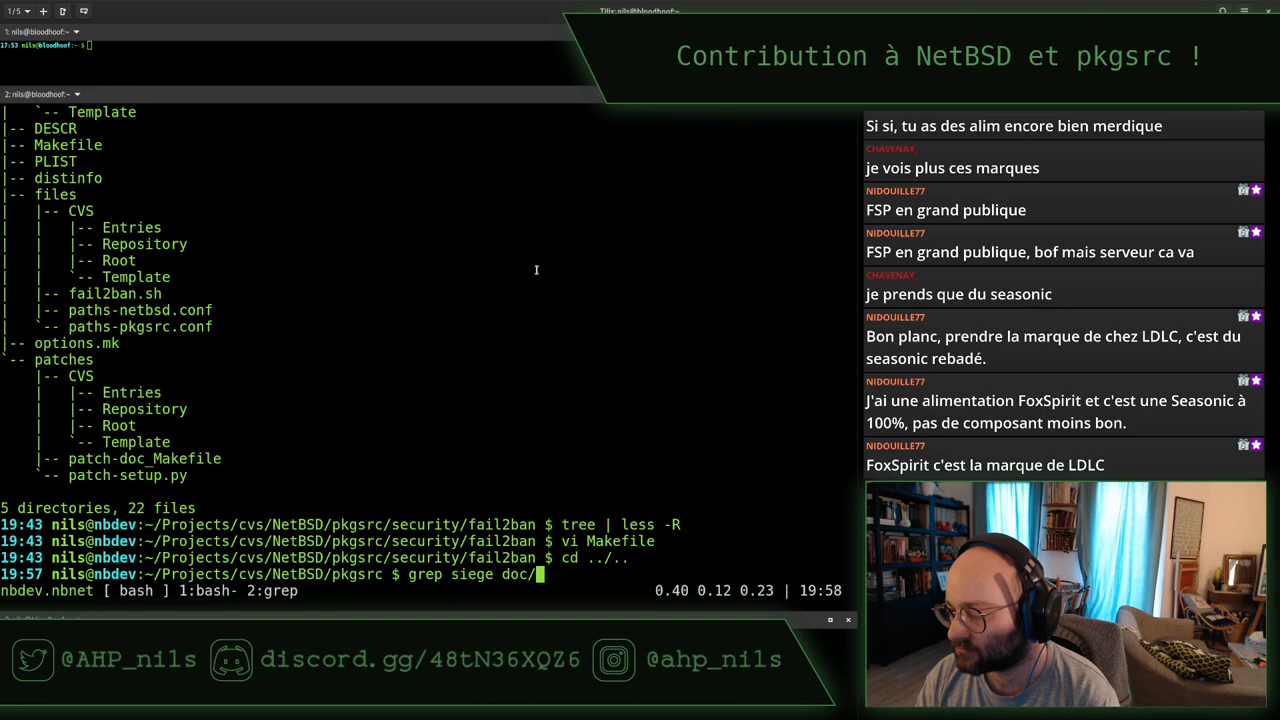 1/5
Tilix: nils@bloodhoof:~
1: nils@bloodhoof:~
17:53 nils@bloodhoof:~ $
Contribution à NetBSD et pkgsrc !
2: nils@bloodhoof:~
|   `-- Template
|-- DESCR
|-- Makefile
|-- PLIST
|-- distinfo
|-- files
|   |-- CVS
|   |   |-- Entries
|   |   |-- Repository
|   |   |-- Root
|   |   `-- Template
|   |-- fail2ban.sh
|   |-- paths-netbsd.conf
|   `-- paths-pkgsrc.conf
|-- options.mk
`-- patches
    |-- CVS
    |   |-- Entries
    |   |-- Repository
    |   |-- Root
    |   `-- Template
    |-- patch-doc_Makefile
    `-- patch-setup.py
5 directories, 22 files
19:43 nils@nbdev:~/Projects/cvs/NetBSD/pkgsrc/security/fail2ban $ tree | less -R
19:43 nils@nbdev:~/Projects/cvs/NetBSD/pkgsrc/security/fail2ban $ vi Makefile
19:43 nils@nbdev:~/Projects/cvs/NetBSD/pkgsrc/security/fail2ban $ cd ../..
19:57 nils@nbdev:~/Projects/cvs/NetBSD/pkgsrc $ grep siege doc/
nbdev.nbnet [ bash ] 1:bash- 2:grep 0.40 0.12 0.23 | 19:58
Si si, tu as des alim encore bien merdique
CHAVENAY_
je vois plus ces marques
NIDOUILLE77
FSP en grand publique
NIDOUILLE77
FSP en grand publique, bof mais serveur ca va
CHAVENAY_
je prends que du seasonic
NIDOUILLE77
Bon planc, prendre la marque de chez LDLC, c'est du
seasonic rebadé.
NIDOUILLE77
J'ai une alimentation FoxSpirit et c'est une Seasonic à
100%, pas de composant moins bon.
NIDOUILLE77
FoxSpirit c'est la marque de LDLC
@AHP_nils
discord.gg/48tN36XQZ6
@ahp_nils